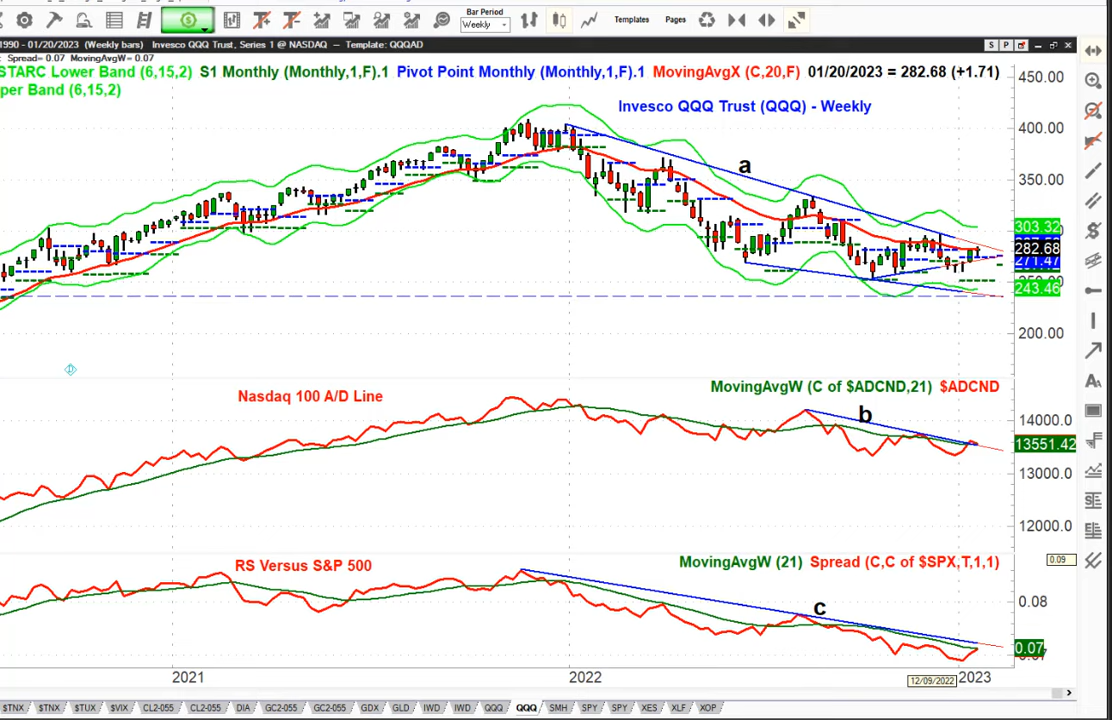 Bar Period
Weekly
Templates
Pages
1990 - 01/20/2023 (Weekly bars) Invesco QQQ Trust, Series 1 @ NASDAQ - Template: QQQAD
S P
: Spread= 0.07 MovingAvgW= 0.07
STARC Lower Band (6,15,2) S1 Monthly (Monthly,1,F).1 Pivot Point Monthly (Monthly,1,F).1 MovingAvgX (C,20,F) 01/20/2023 = 282.68 (+1.71)
per Band (6,15,2)
450.00
Invesco QQQ Trust (QQQ) - Weekly
400.00
a
350.00
303.32
282.68
271.47
243.46
200.00
MovingAvgW (C of $ADCND,21) $ADCND
Nasdaq 100 A/D Line
b
14000.0
13551.42
13000.0
12000.0
0.09
RS Versus S&P 500
MovingAvgW (21) Spread (C,C of $SPX,T,1,1)
0.08
c
0.07
2021
2022
12/09/2022
2023
$TNX $TNX $TUX $VIX CL2-055 CL2-055 DIA GC2-055 GC2-055 GDX GLD IWD IWD QQQ QQQ SMH SPY SPY XES XLF XOP